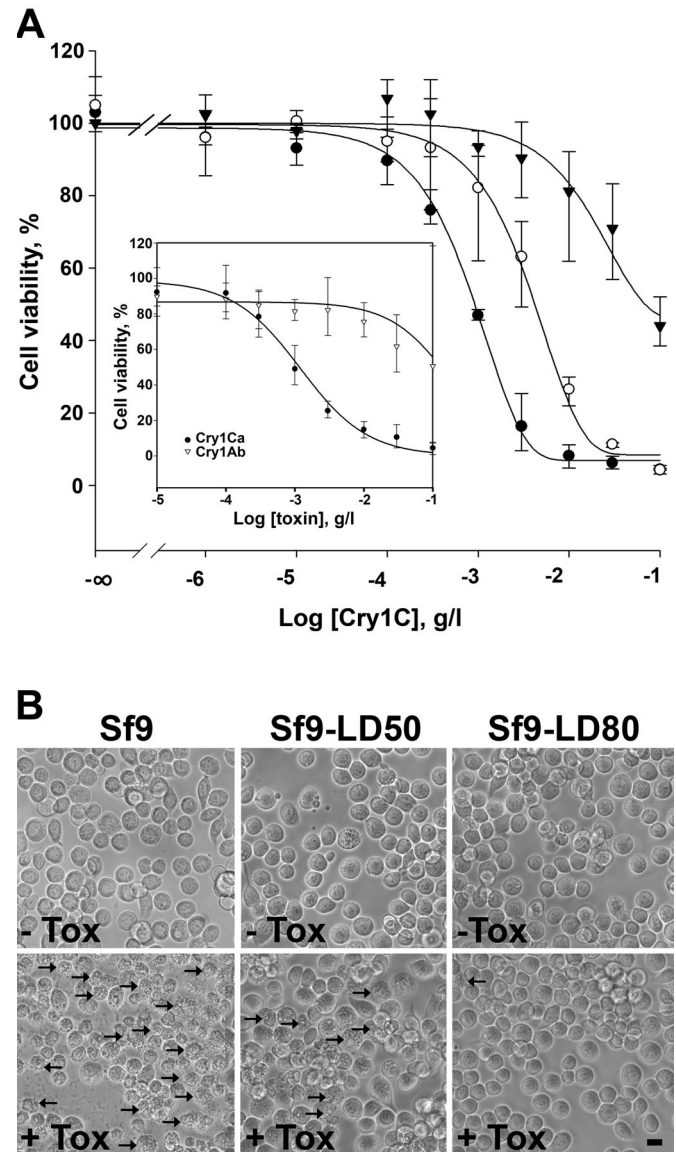 A
120
100
80
60
40
20
0
Cell viability, %
-∞
-6
-5
-4
-3
-2
-1
Log [Cry1C], g/l
120
100
80
60
40
20
0
Cell viability, %
Cry1Ca
Cry1Ab
-5
-4
-3
-2
-1
Log [toxin], g/l
B
Sf9
Sf9-LD50
Sf9-LD80
- Tox
- Tox
-Tox
+ Tox
+ Tox
+ Tox